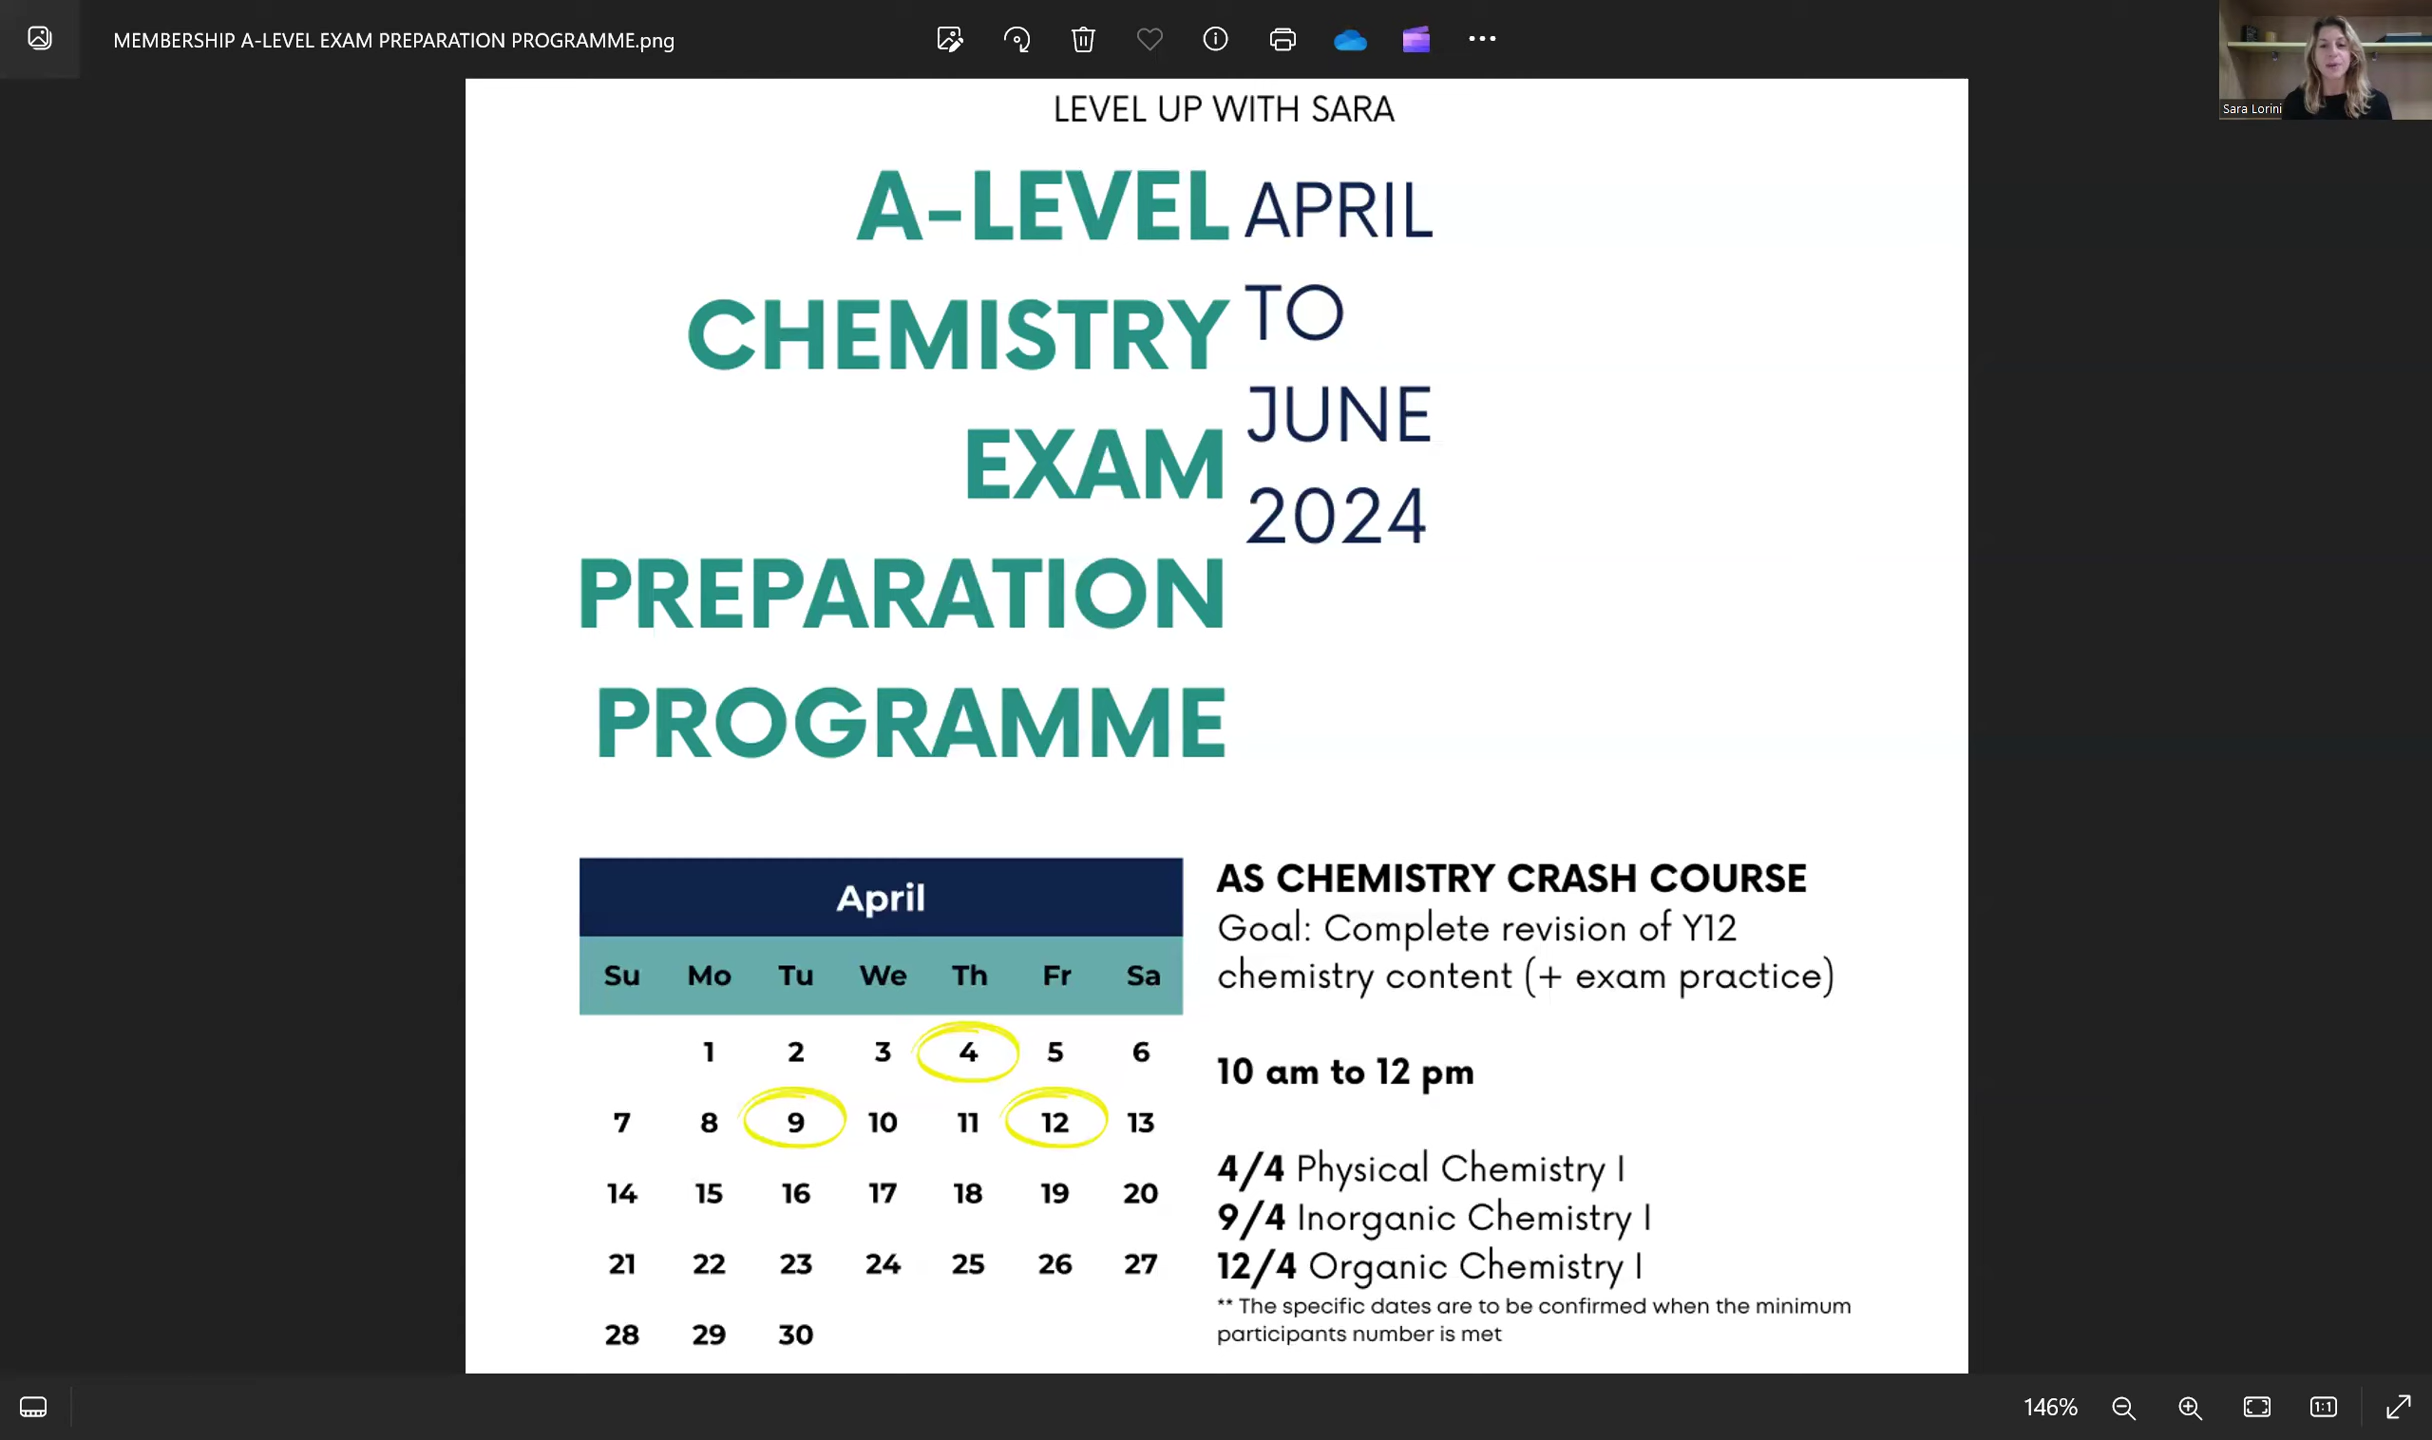 MEMBERSHIP A-LEVEL EXAM PREPARATION PROGRAMME.png
Sara Lorini
LEVEL UP WITH SARA
A-LEVEL
CHEMISTRY
EXAM
PREPARATION
PROGRAMME
APRIL
TO
JUNE
2024
April
Su Mo Tu We Th Fr Sa
1 2 3 4 5 6
7 8 9 10 11 12 13
14 15 16 17 18 19 20
21 22 23 24 25 26 27
28 29 30
AS CHEMISTRY CRASH COURSE
Goal: Complete revision of Y12
chemistry content (+ exam practice)
10 am to 12 pm
4/4 Physical Chemistry I
9/4 Inorganic Chemistry I
12/4 Organic Chemistry I
** The specific dates are to be confirmed when the minimum
participants number is met
146%
1:1